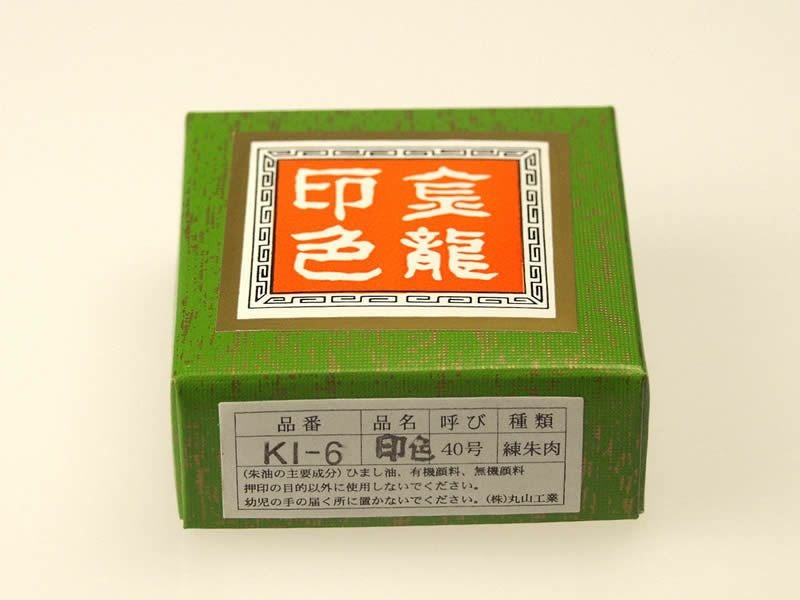 金龍
印色
品番 品名 呼び 種類
KI-6 印色 40号 練朱肉
(朱油の主要成分)ひまし油、有機顔料、無機顔料
押印の目的以外に使用しないでください。
幼児の手の届く所に置かないでください。(株)丸山工業